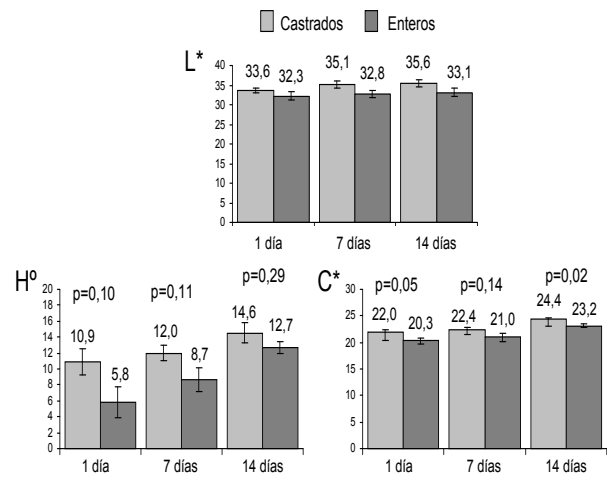 Castrados Enteros
L*
33,6 32,3 35,1 32,8 35,6 33,1
40
35
30
25
20
15
10
5
0
1 día 7 días 14 días
Hº
p=0,10 p=0,11 p=0,29
10,9 5,8 12,0 8,7 14,6 12,7
20
18
16
14
12
10
8
6
4
2
0
1 día 7 días 14 días
C*
p=0,05 p=0,14 p=0,02
22,0 20,3 22,4 21,0 24,4 23,2
30
25
20
15
10
5
0
1 día 7 días 14 días